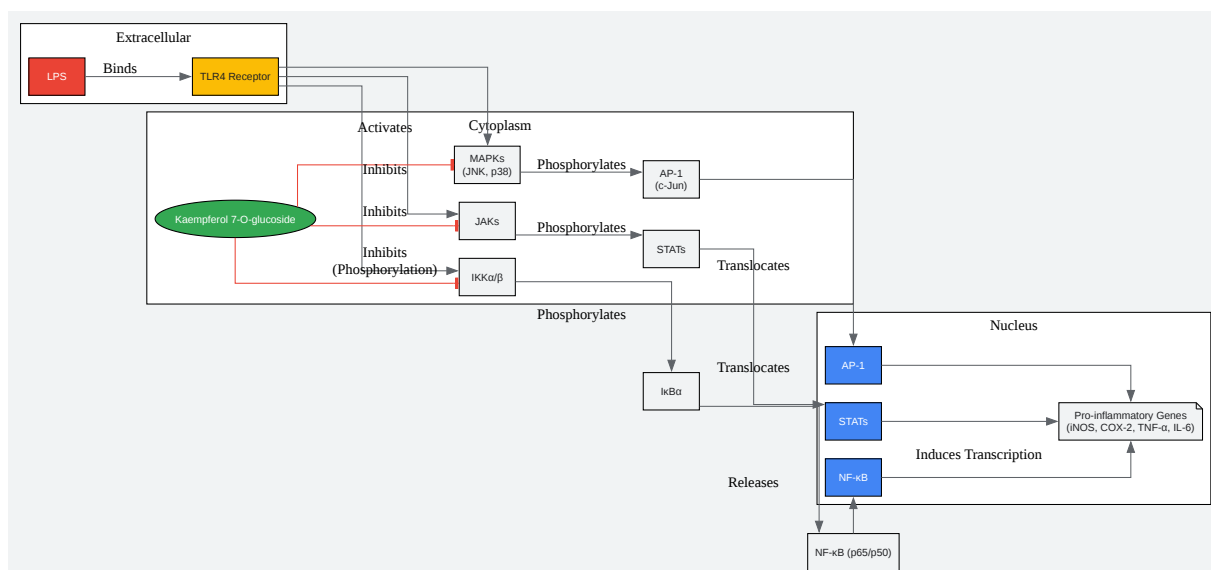 Extracellular
LPS
Binds
TLR4 Receptor
Activates
Cytoplasm
MAPKs
(JNK, p38)
Phosphorylates
AP-1
(c-Jun)
Inhibits
Kaempferol 7-O-glucoside
Inhibits
JAKs
Phosphorylates
STATs
Inhibits
(Phosphorylation)
IKKα/β
Translocates
Phosphorylates
Nucleus
Translocates
IκBα
AP-1
STATs
Pro-inflammatory Genes
(iNOS, COX-2, TNF-α, IL-6)
Induces Transcription
NF-κB
Releases
NF-κB (p65/p50)